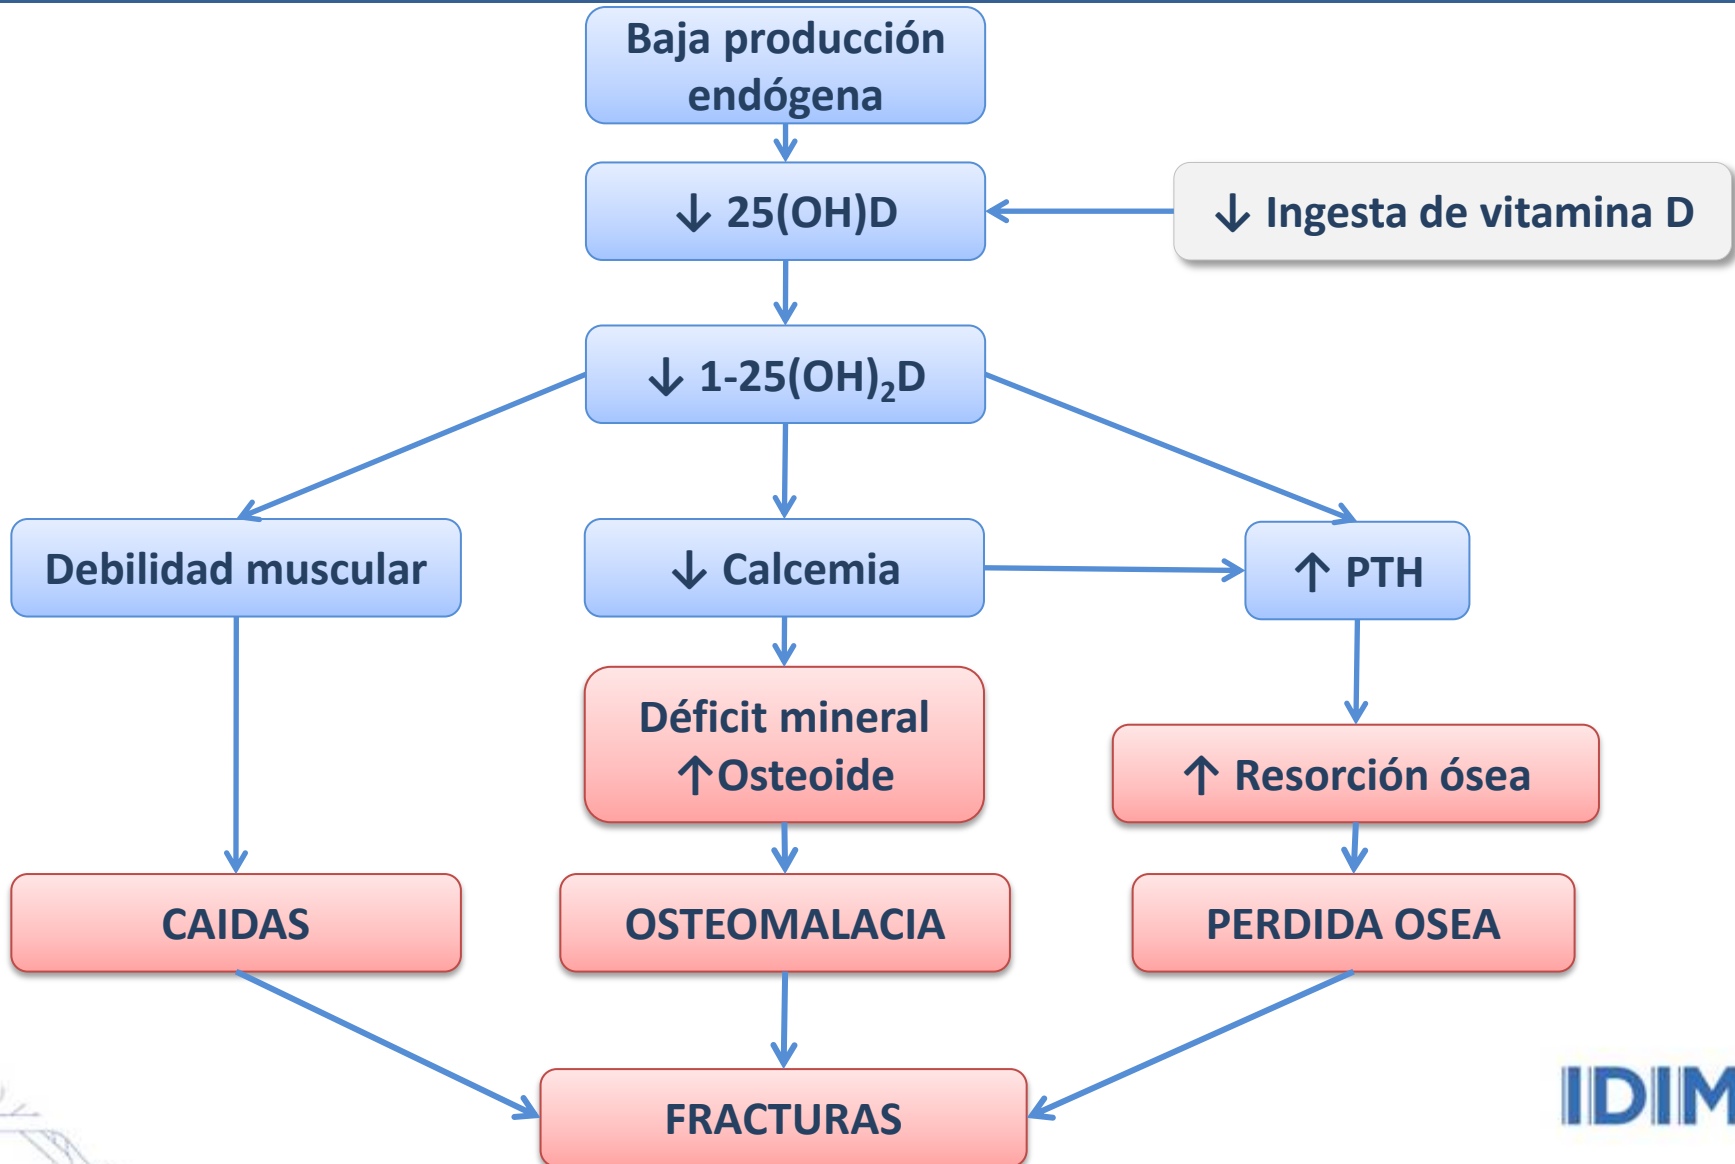 Baja producción
endógena
↓ 25(OH)D
↓ Ingesta de vitamina D
↓ 1-25(OH)₂D
Debilidad muscular
↓ Calcemia
↑ PTH
Déficit mineral
↑Osteoide
↑ Resorción ósea
CAIDAS
OSTEOMALACIA
PERDIDA OSEA
FRACTURAS
IDIM